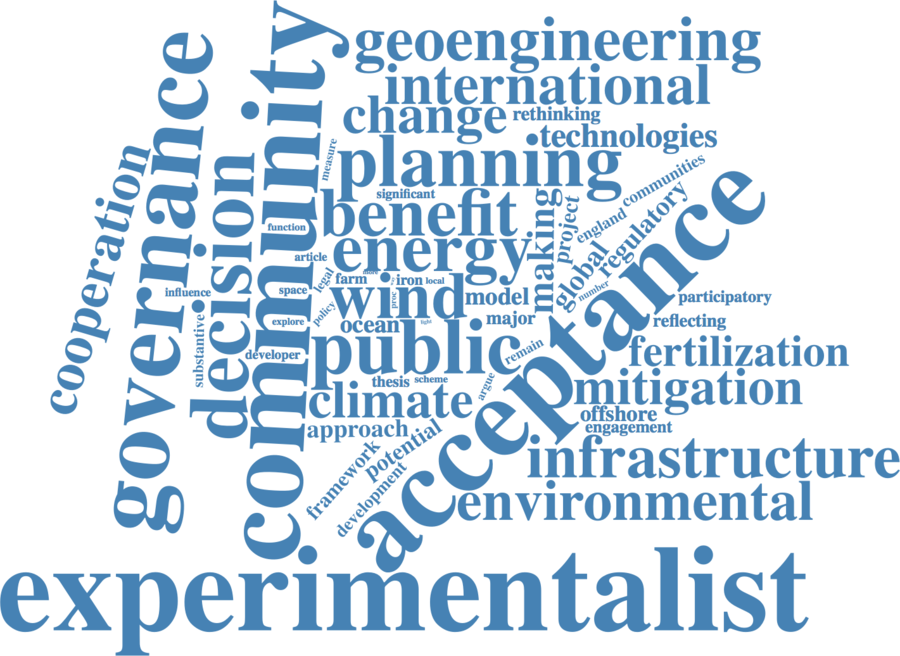 geoengineering
international
change
rethinking
technologies
planning
measure
significant
communities
benefit
function
england
regulatory
project
making
global
number
energy
article
legal
farm
iron
local
wind
model
space
influence
policy
explore
ocean
light
major
participatory
reflecting
public
remain
acceptance
fertilization
developer
substantive
thesis
scheme
argue
mitigation
climate
offshore
engagement
approach
potential
framework
development
infrastructure
environmental
cooperation
governance
decision
community
experimentalist